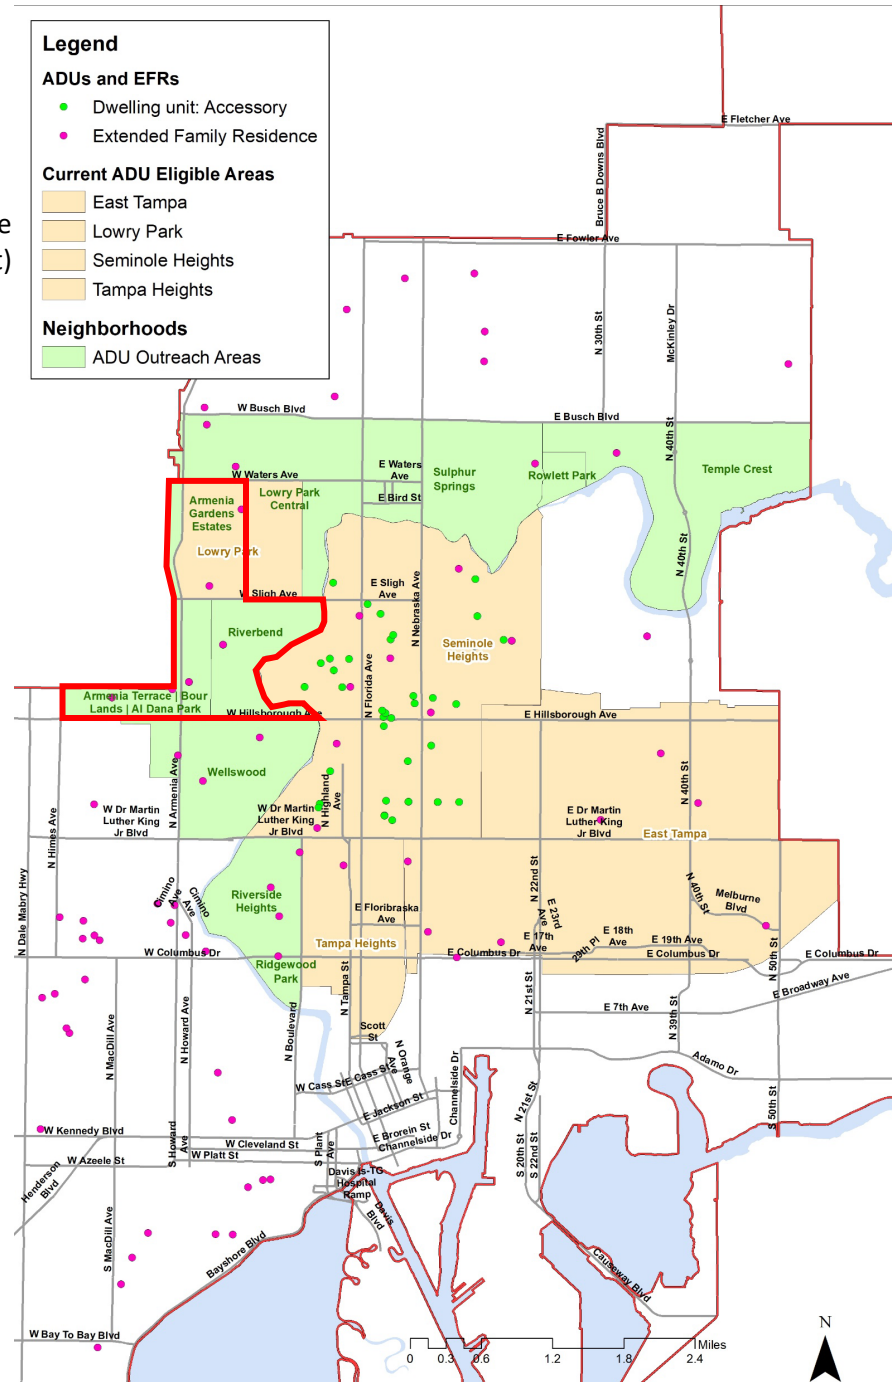 Legend
ADUs and EFRs
Dwelling unit: Accessory
Extended Family Residence
Current ADU Eligible Areas
East Tampa
Lowry Park
Seminole Heights
Tampa Heights
Neighborhoods
ADU Outreach Areas
e
t)
E Fletcher Ave
Bruce B Downs Blvd
E Fowler Ave
N 30th St
McKinley Dr
W Busch Blvd
E Busch Blvd
N 40th St
W Waters Ave
E Waters
Ave
E Bird St
Sulphur
Springs
Rowlett Park
Temple Crest
Lowry Park
Central
Armenia
Gardens
Estates
Lowry Park
N 40th St
W Sligh Ave
E Sligh
Ave
N Nebraska Ave
Riverbend
Seminole
Heights
N Florida Ave
Armenia Terrace | Bour
Lands | Al Dana Park
W Hillsborough Ave
E Hillsborough Ave
Wellswood
N Armenia Ave
N Highland
Ave
N 40th St
N Himes Ave
W Dr Martin
Luther King
Jr Blvd
W Dr Martin
Luther King
Jr Blvd
E Dr Martin
Luther King
Jr Blvd
East Tampa
N Dale Mabry Hwy
Cimino
Ave
Cimino
Ave
Riverside
Heights
E Floribraska
Ave
N 22nd St
E 23rd
Ave
N 40th St
Melburne
Blvd
Tampa Heights
E 17th
Ave
29th Pl
E 18th
Ave
E 19th Ave
W Columbus Dr
E Columbus Dr
E Columbus Dr
E Columbus Dr
N 50th St
Ridgewood
Park
N Tampa St
N 21st St
E Broadway Ave
E 7th Ave
N 39th St
N MacDill Ave
N Howard Ave
N Boulevard
Scott
St
N Orange
Ave
Channelside Dr
Adamo Dr
W Cass St
E Cass St
E Jackson St
N 21st St
S 50th St
W Kennedy Blvd
E Brorein St
Channelside Dr
W Cleveland St
W Platt St
S Howard
Ave
S Plant
Ave
S 20th St
S 22nd St
W Azeele St
Henderson
Blvd
Davis Is-TG
Hospital
Ramp
Davis
Blvd
S MacDill Ave
Bayshore Blvd
Causeway Blvd
W Bay To Bay Blvd
N
Miles
0 0.3 0.6 1.2 1.8 2.4